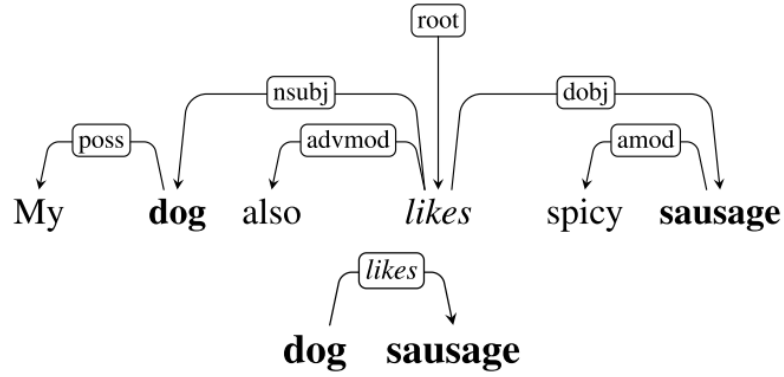 root
nsubj dobj
poss advmod amod
My dog also likes spicy sausage
likes
dog sausage